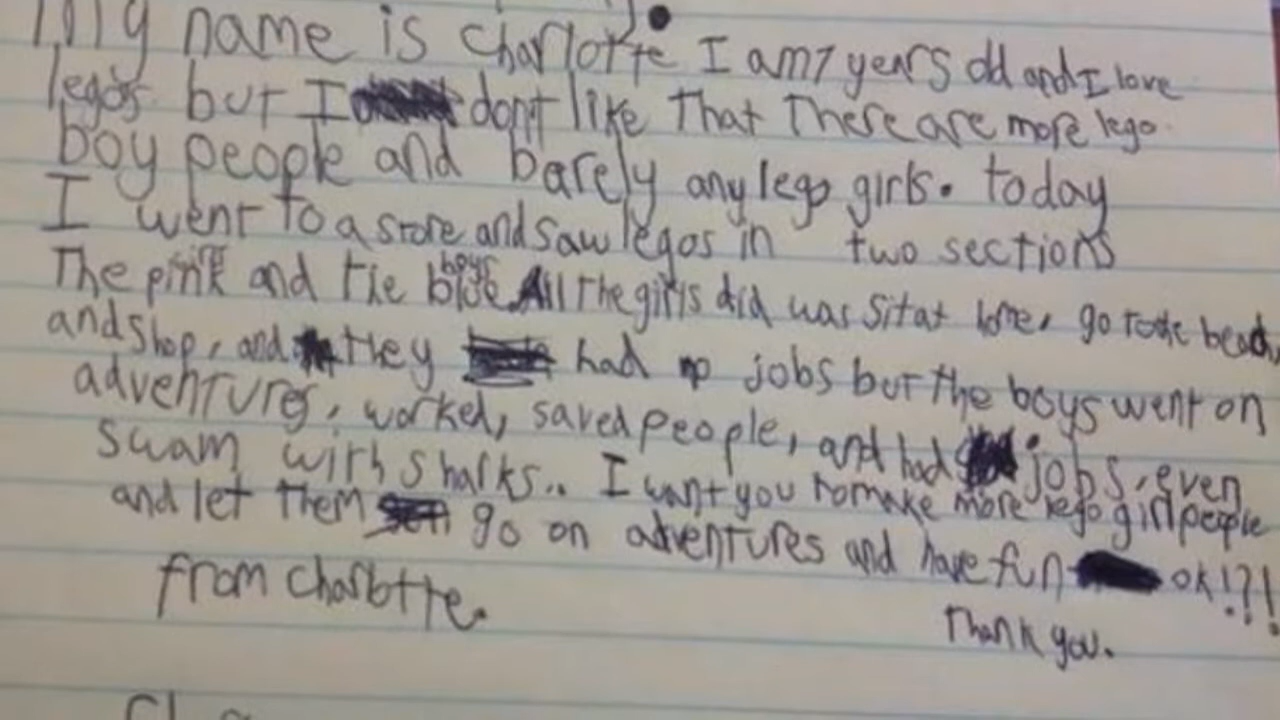 My name is Charlotte I am 7 years old and I love
legos but I don't like That There are more lego
boy people and barely any lego girls. today
I went to a store and saw legos in two sections
The pink and the blue boys All the girls did was sit at home, go to the beach,
and shop, and they had no jobs but the boys went on
adventures, worked, saved people, and had jobs, even
swam with sharks.. I want you to make more lego girl people
and let them go on adventures and have fun ok!?!
Thank you.
from Charlotte.